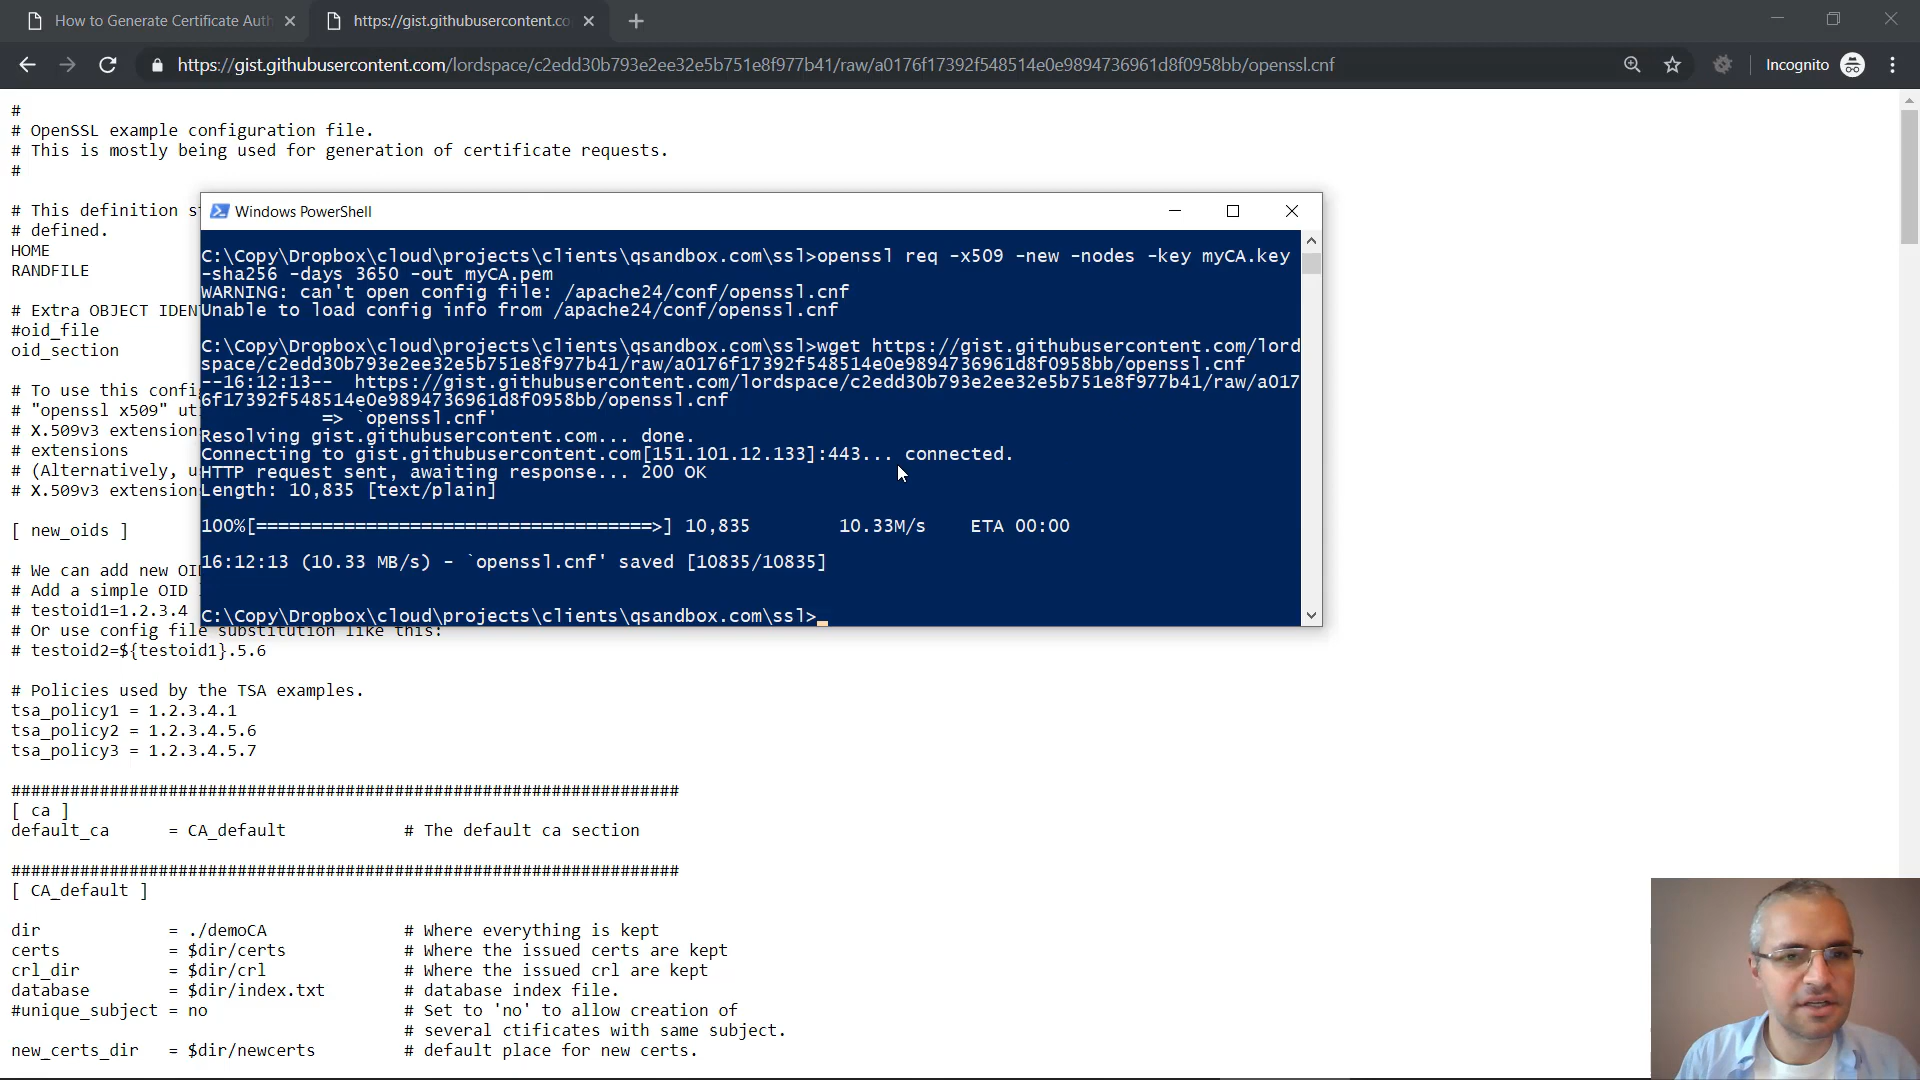 How to Generate Certificate Auth
https://gist.githubusercontent.co
https://gist.githubusercontent.com/lordspace/c2edd30b793e2ee32e5b751e8f977b41/raw/a0176f17392f548514e0e9894736961d8f0958bb/openssl.cnf
Incognito
#
# OpenSSL example configuration file.
# This is mostly being used for generation of certificate requests.
#
# This definition s
# defined.
HOME
RANDFILE
# Extra OBJECT IDEN
#oid_file
oid_section
# To use this confi
# "openssl x509" ut
# X.509v3 extension
# extensions
# (Alternatively, u
# X.509v3 extension
[ new_oids ]
# We can add new OI
# Add a simple OID
# testoid1=1.2.3.4
# Or use config file substitution like this:
# testoid2=${testoid1}.5.6
# Policies used by the TSA examples.
tsa_policy1 = 1.2.3.4.1
tsa_policy2 = 1.2.3.4.5.6
tsa_policy3 = 1.2.3.4.5.7
####################################################################
[ ca ]
default_ca = CA_default # The default ca section
####################################################################
[ CA_default ]
dir = ./demoCA # Where everything is kept
certs = $dir/certs # Where the issued certs are kept
crl_dir = $dir/crl # Where the issued crl are kept
database = $dir/index.txt # database index file.
#unique_subject = no # Set to 'no' to allow creation of
# several ctificates with same subject.
new_certs_dir = $dir/newcerts # default place for new certs.
Windows PowerShell
C:\Copy\Dropbox\cloud\projects\clients\qsandbox.com\ssl>openssl req -x509 -new -nodes -key myCA.key
-sha256 -days 3650 -out myCA.pem
WARNING: can't open config file: /apache24/conf/openssl.cnf
Unable to load config info from /apache24/conf/openssl.cnf
C:\Copy\Dropbox\cloud\projects\clients\qsandbox.com\ssl>wget https://gist.githubusercontent.com/lord
space/c2edd30b793e2ee32e5b751e8f977b41/raw/a0176f17392f548514e0e9894736961d8f0958bb/openssl.cnf
--16:12:13-- https://gist.githubusercontent.com/lordspace/c2edd30b793e2ee32e5b751e8f977b41/raw/a017
6f17392f548514e0e9894736961d8f0958bb/openssl.cnf
=> `openssl.cnf'
Resolving gist.githubusercontent.com... done.
Connecting to gist.githubusercontent.com[151.101.12.133]:443... connected.
HTTP request sent, awaiting response... 200 OK
Length: 10,835 [text/plain]
100%[====================================>] 10,835 10.33M/s ETA 00:00
16:12:13 (10.33 MB/s) - `openssl.cnf' saved [10835/10835]
C:\Copy\Dropbox\cloud\projects\clients\qsandbox.com\ssl>